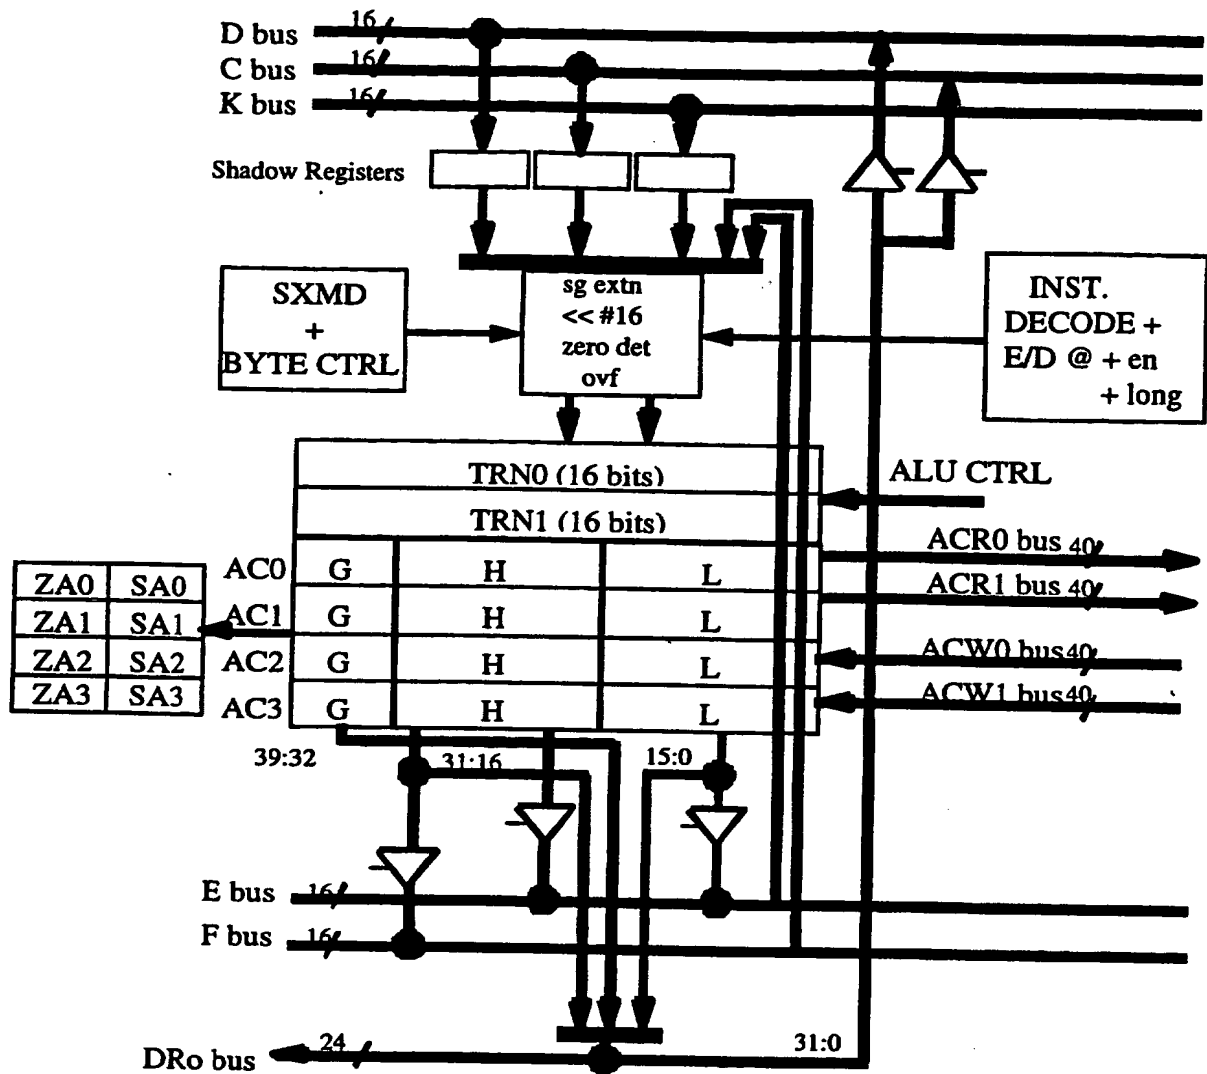 D bus 16
C bus 16
K bus 16
Shadow Registers
SXMD
+
BYTE CTRL
sg extn
<< #16
zero det
ovf
INST.
DECODE +
E/D @ + en
+ long
TRN0 (16 bits)
ALU CTRL
TRN1 (16 bits)
AC0 G H L
ACR0 bus 40
ZA0 SA0
ACR1 bus 40
AC1 G H L
ZA1 SA1
AC2 G H L
ACW0 bus 40
ZA2 SA2
AC3 G H L
ACW1 bus 40
ZA3 SA3
39:32 31:16 15:0
E bus 16
F bus 16
DRo bus 24 31:0